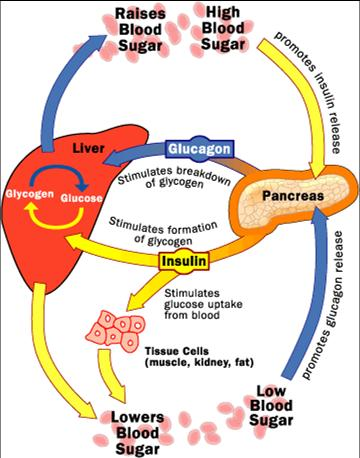 Raises
Blood
Sugar
High
Blood
Sugar
promotes insulin release
Liver
Glucagon
Stimulates breakdown
of glycogen
Glycogen
Glucose
Pancreas
Stimulates formation
of glycogen
Insulin
Stimulates
glucose uptake
from blood
promotes glucagon release
Tissue Cells
(muscle, kidney, fat)
Lowers
Blood
Sugar
Low
Blood
Sugar